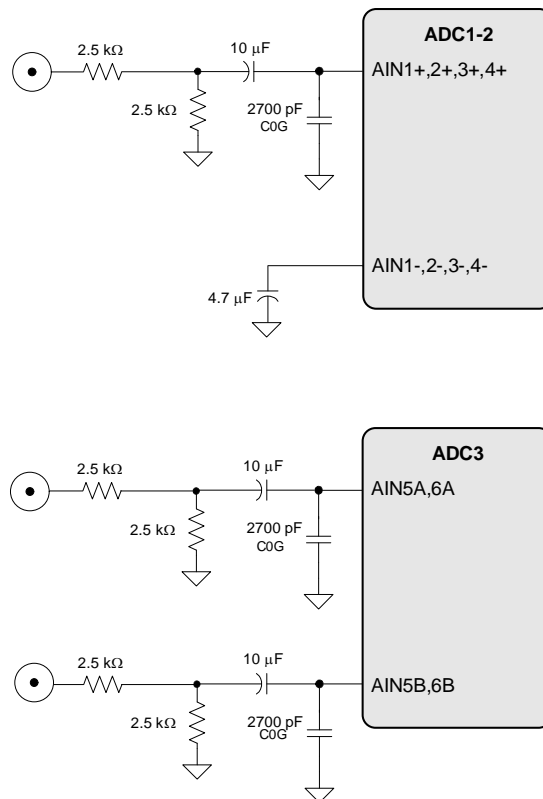 ADC1-2
2.5 kΩ
10 µF
AIN1+,2+,3+,4+
2.5 kΩ
2700 pF
C0G
AIN1-,2-,3-,4-
4.7 µF
ADC3
2.5 kΩ
10 µF
AIN5A,6A
2.5 kΩ
2700 pF
C0G
2.5 kΩ
10 µF
AIN5B,6B
2.5 kΩ
2700 pF
C0G